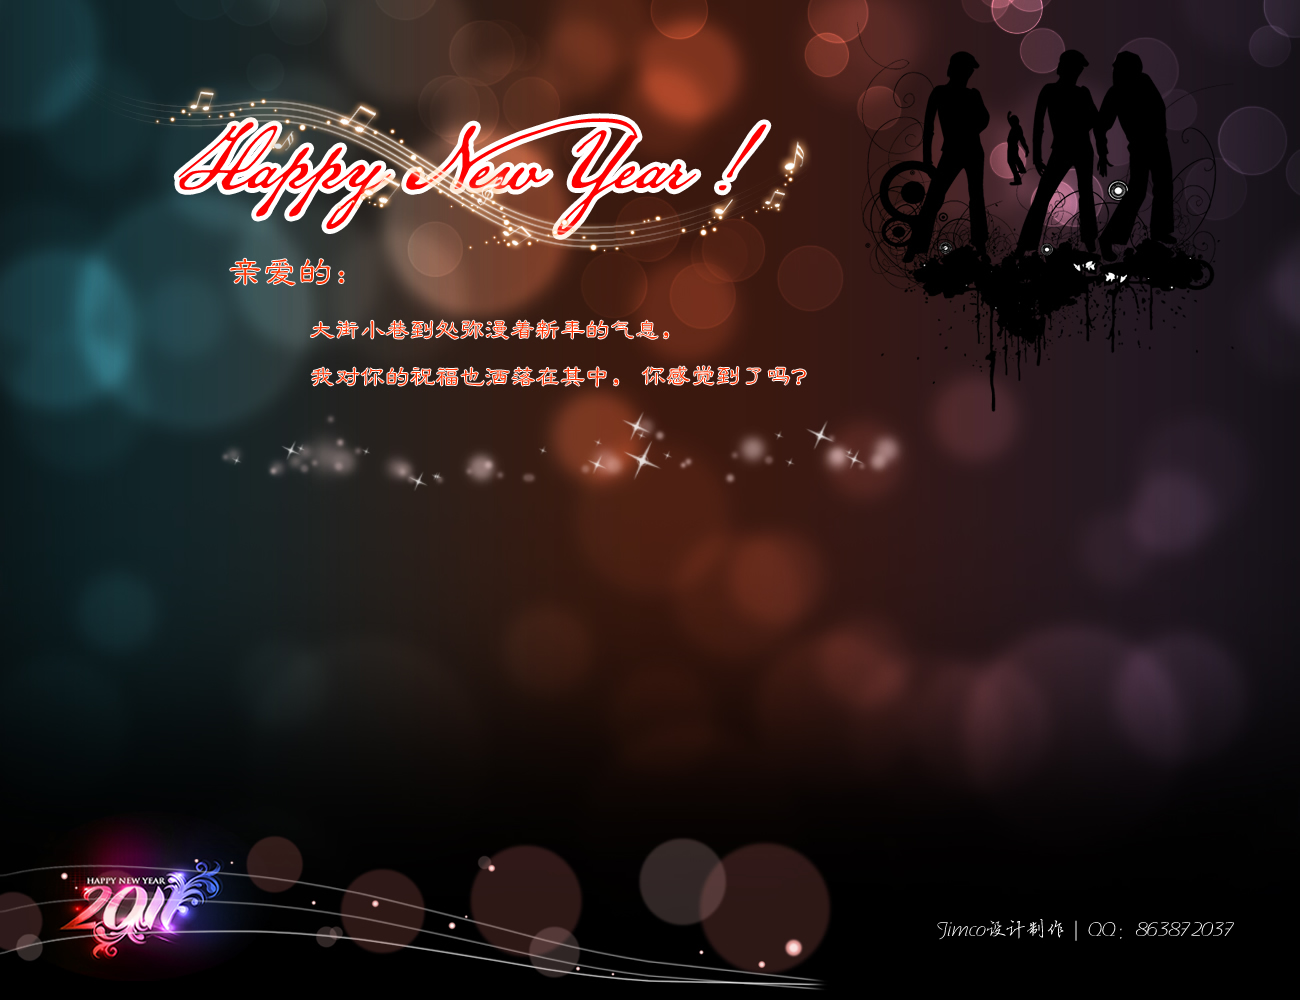 Happy New Year !
亲爱的：
大街小巷到处弥漫着新年的气息。
我对你的祝福也洒落在其中。 你感觉到了吗？
HAPPY NEW YEAR
2011
Jimco设计制作 | QQ：863872037